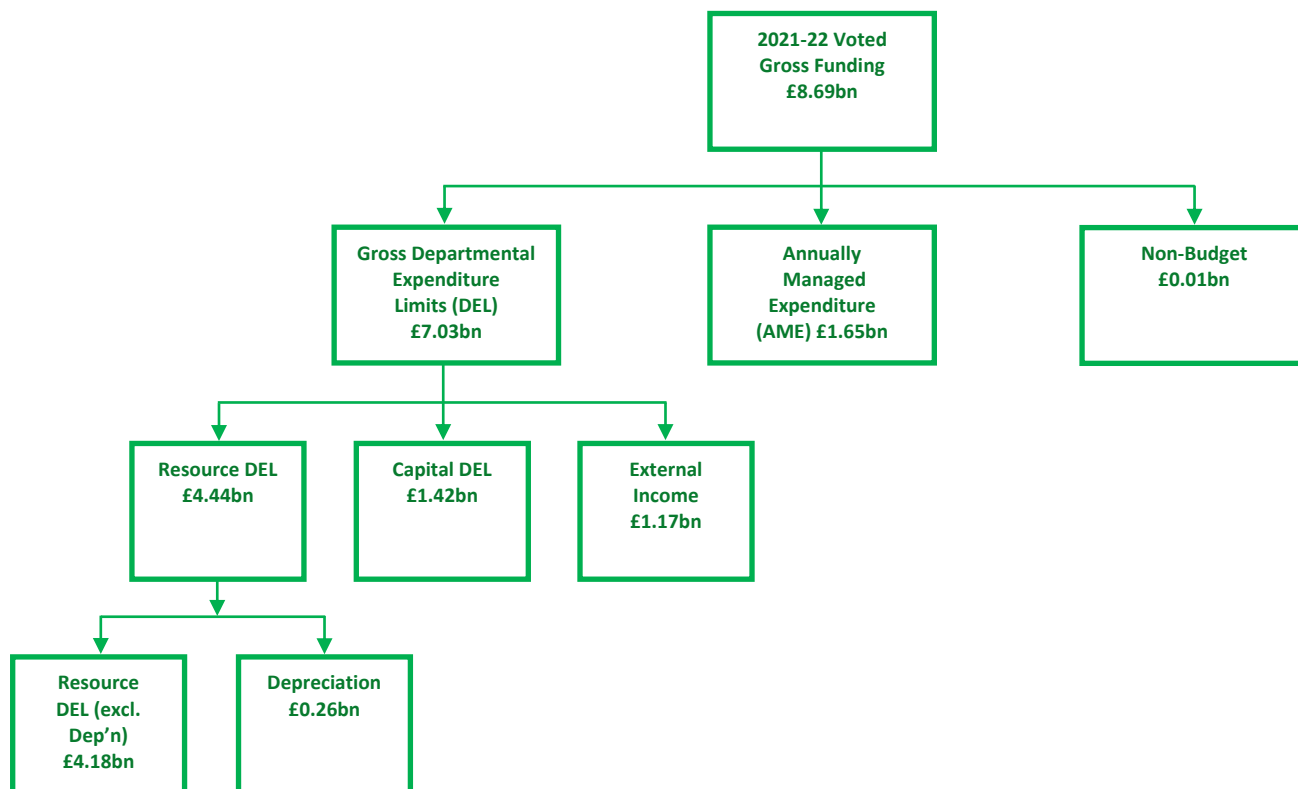 2021-22 Voted
Gross Funding
£8.69bn
Gross Departmental
Expenditure
Limits (DEL)
£7.03bn
Annually
Managed
Expenditure
(AME) £1.65bn
Non-Budget
£0.01bn
Resource DEL
£4.44bn
Capital DEL
£1.42bn
External
Income
£1.17bn
Resource
DEL (excl.
Dep’n)
£4.18bn
Depreciation
£0.26bn